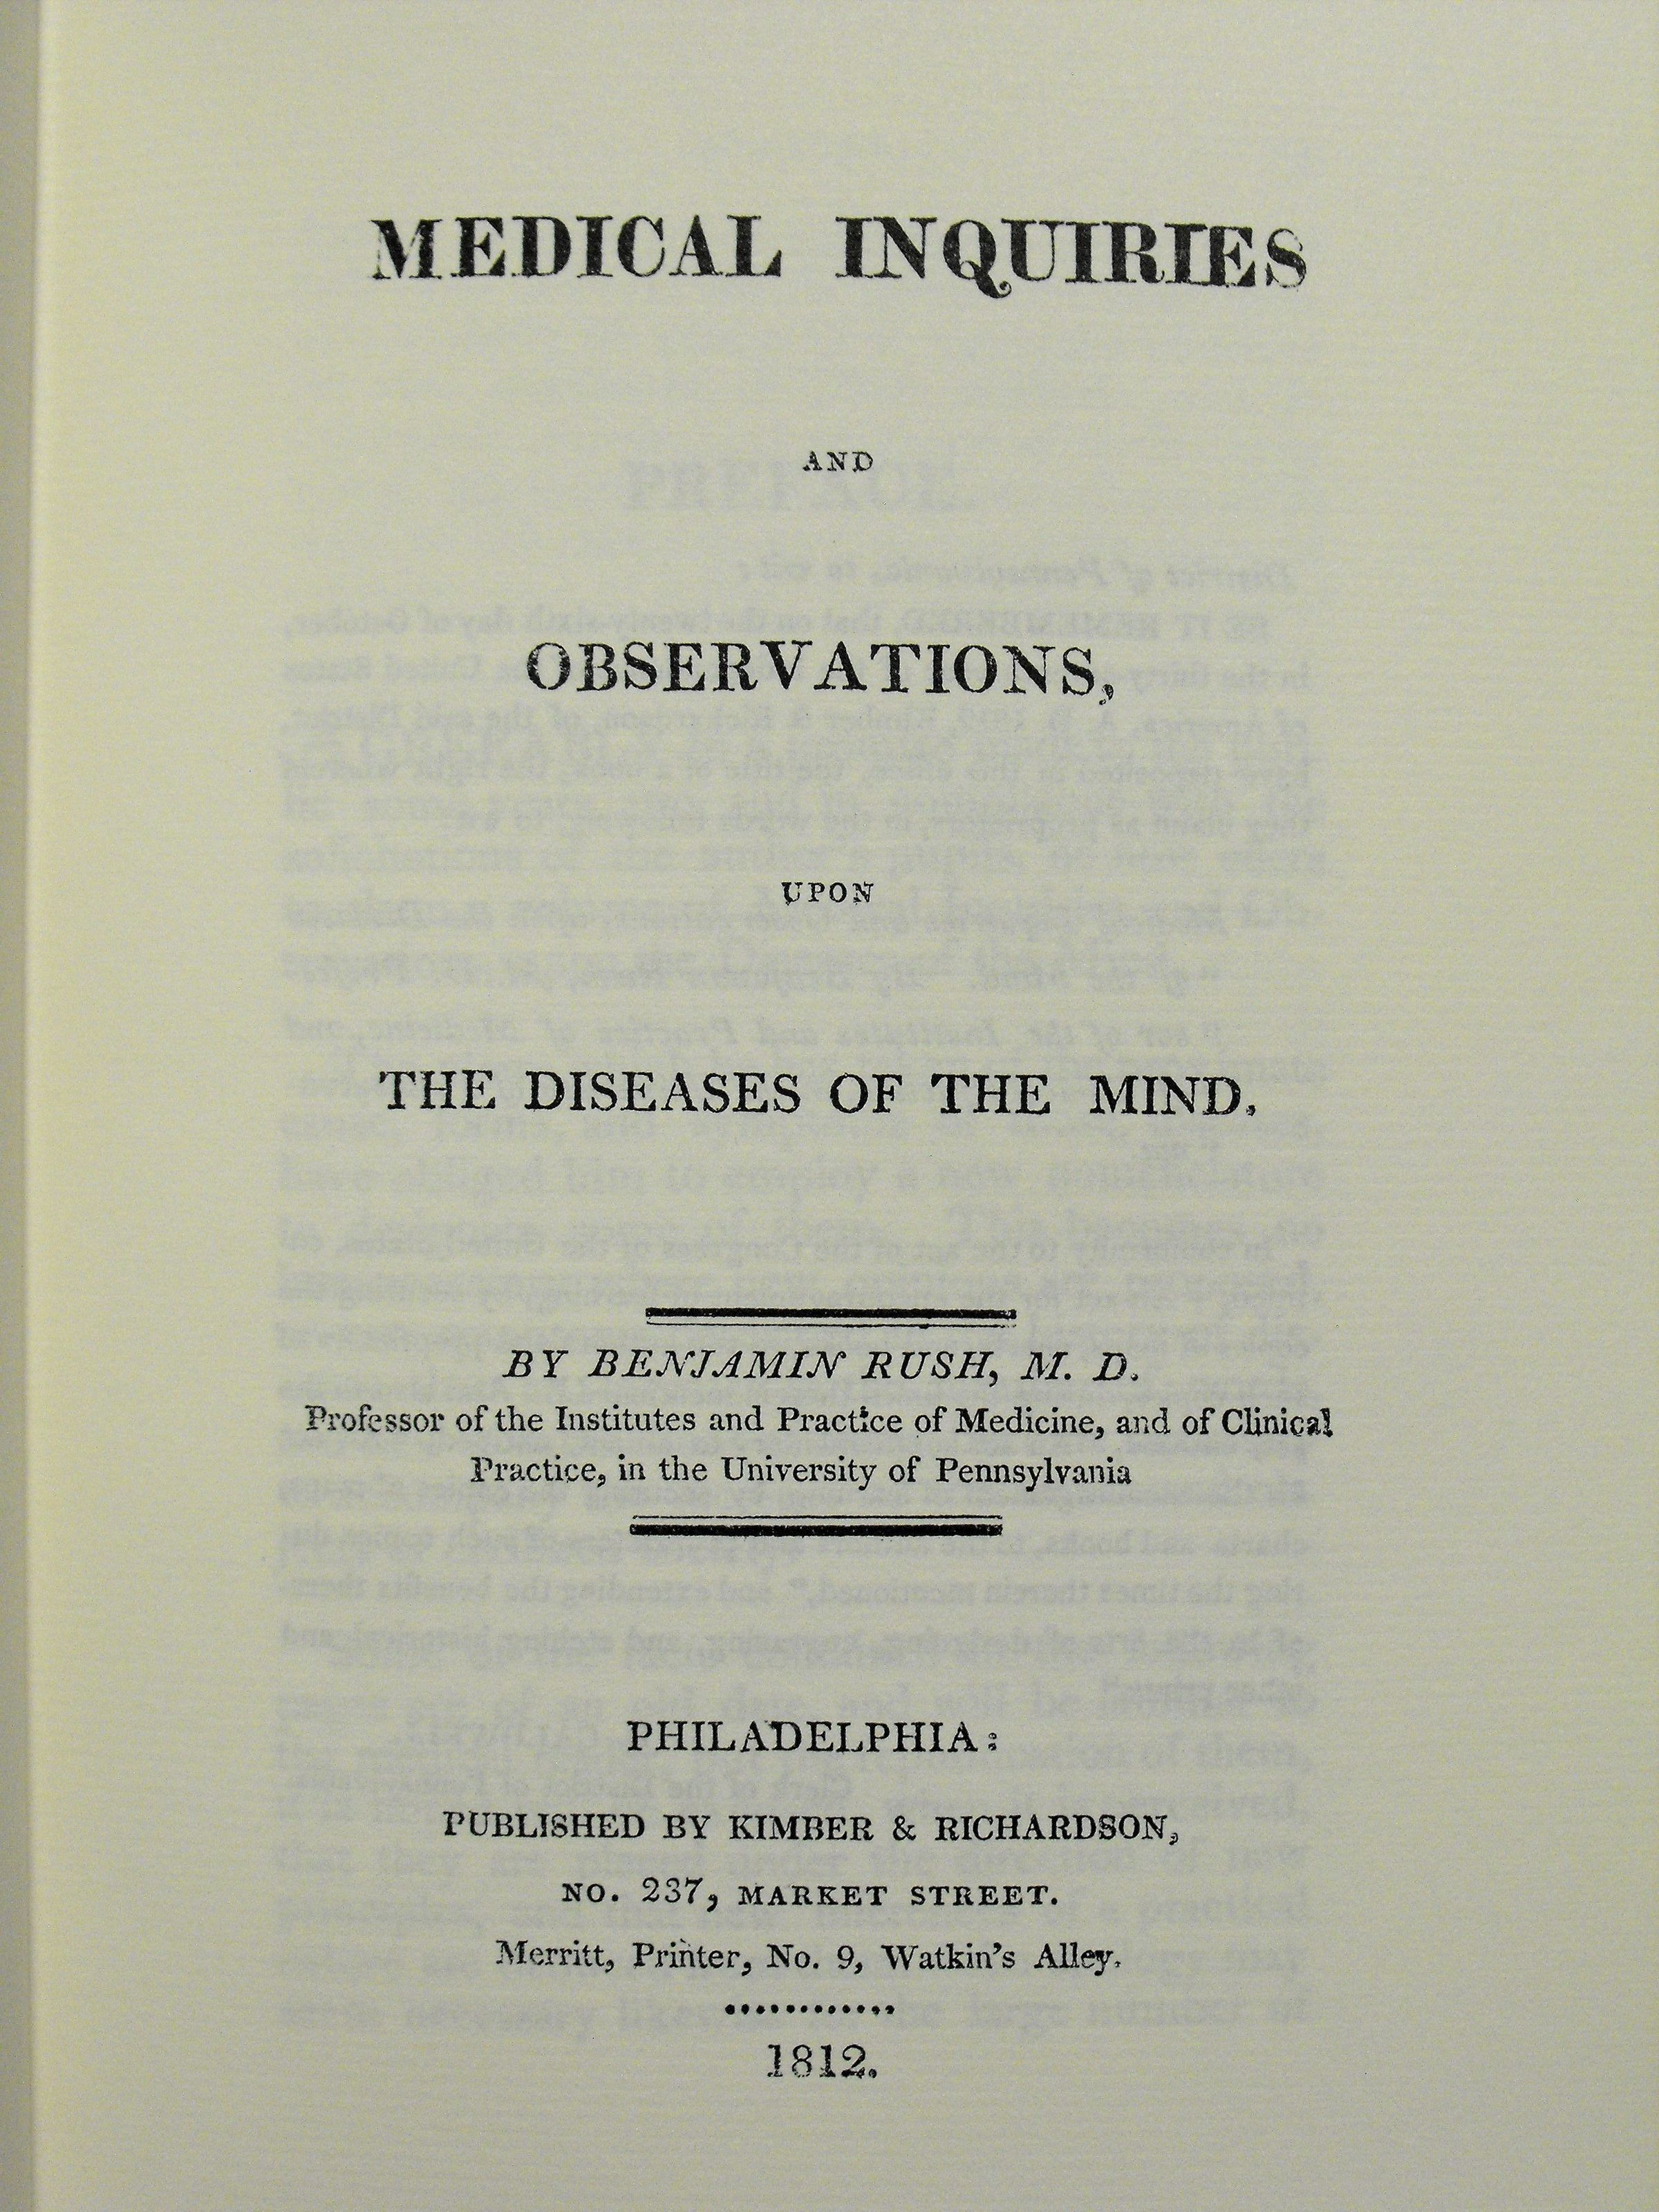 MEDICAL INQUIRIES
AND
OBSERVATIONS,
UPON
THE DISEASES OF THE MIND.
BY BENJAMIN RUSH, M. D.
Professor of the Institutes and Practice of Medicine, and of Clinical
Practice, in the University of Pennsylvania
PHILADELPHIA:
PUBLISHED BY KIMBER & RICHARDSON,
NO. 237, MARKET STREET.
Merritt, Printer, No. 9, Watkin's Alley.
1812.